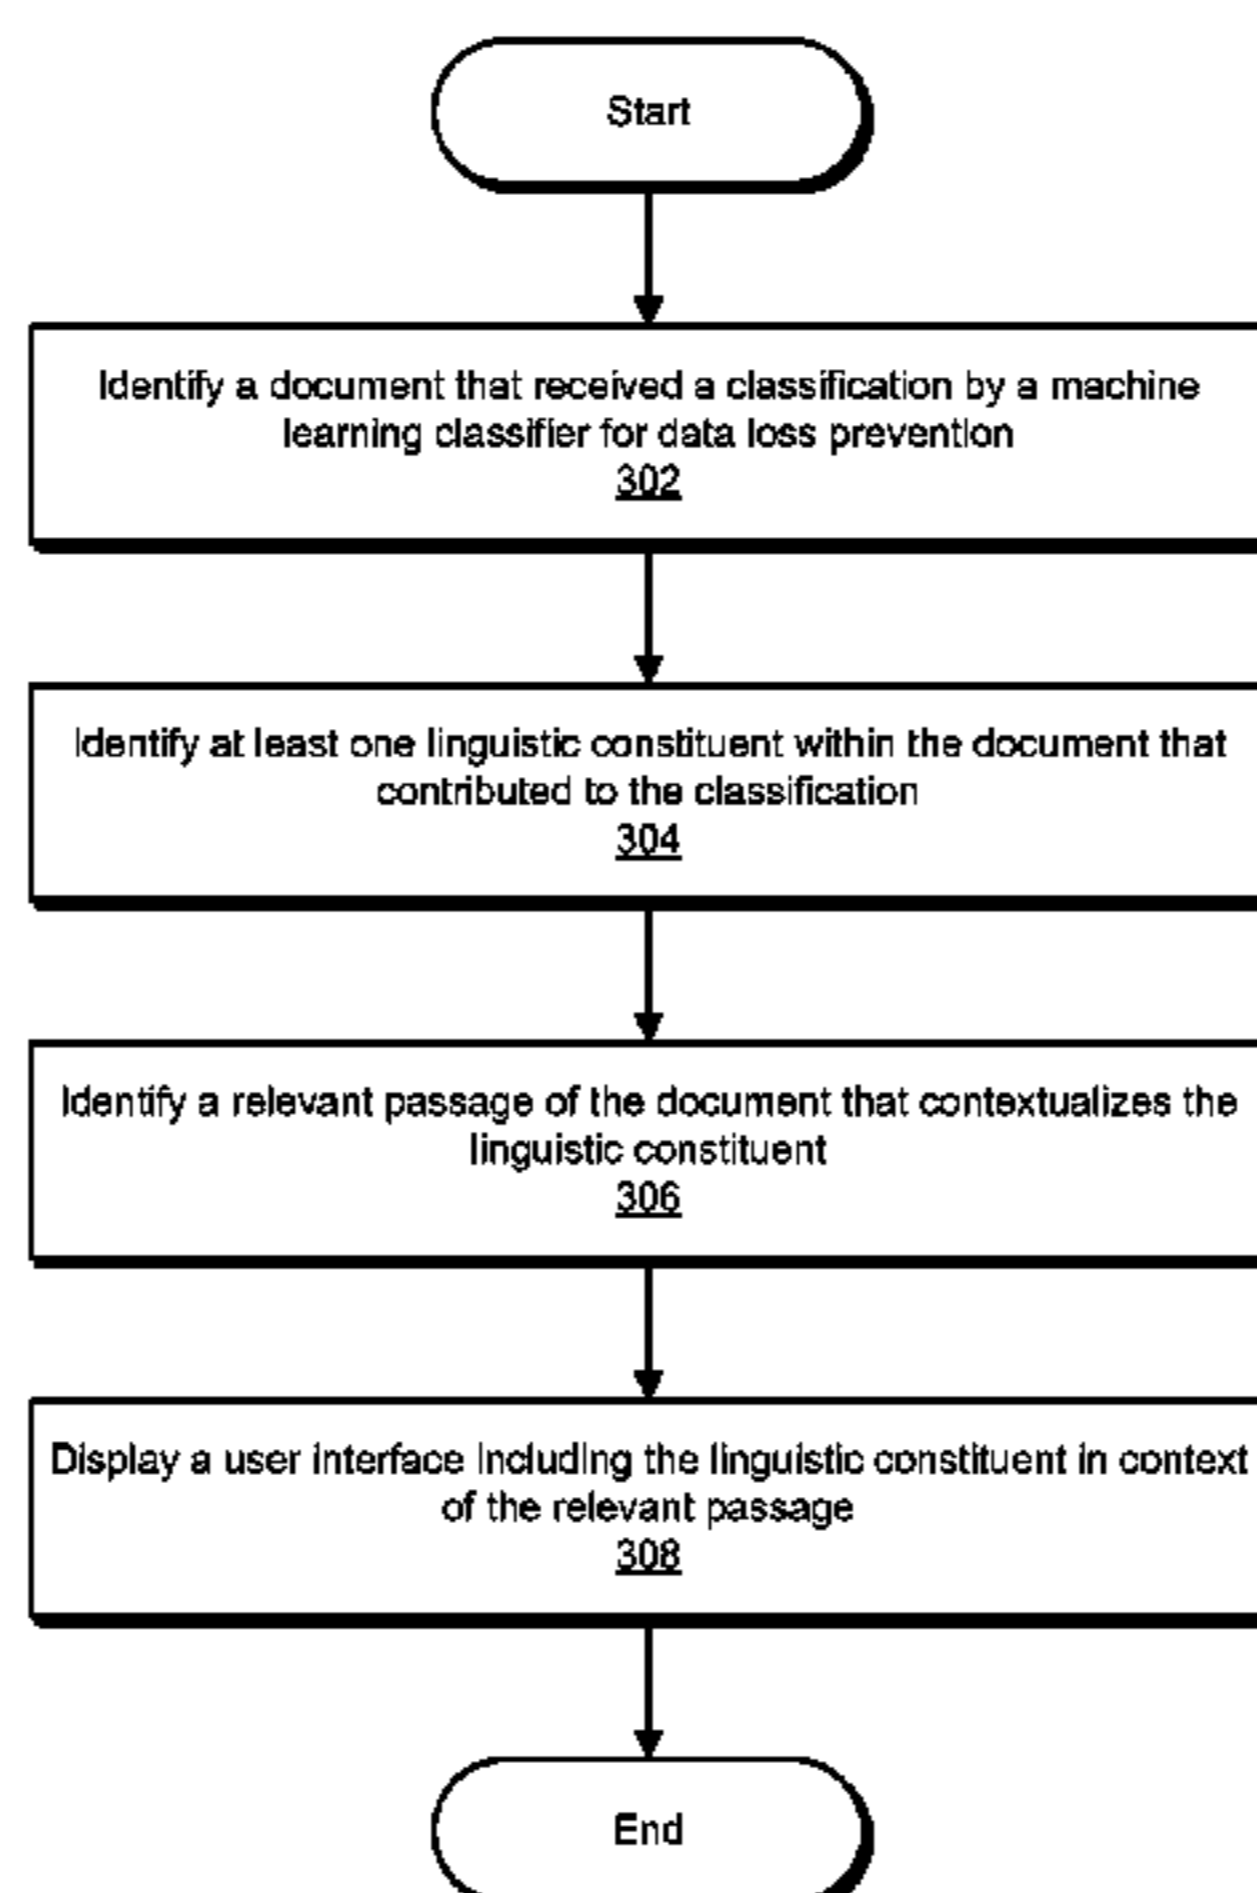 Start
Identify a document that received a classification by a machine
learning classifier for data loss prevention
302
Identify at least one linguistic constituent within the document that
contributed to the classification
304
Identify a relevant passage of the document that contextualizes the
linguistic constituent
306
Display a user interface including the linguistic constituent in context
of the relevant passage
308
End